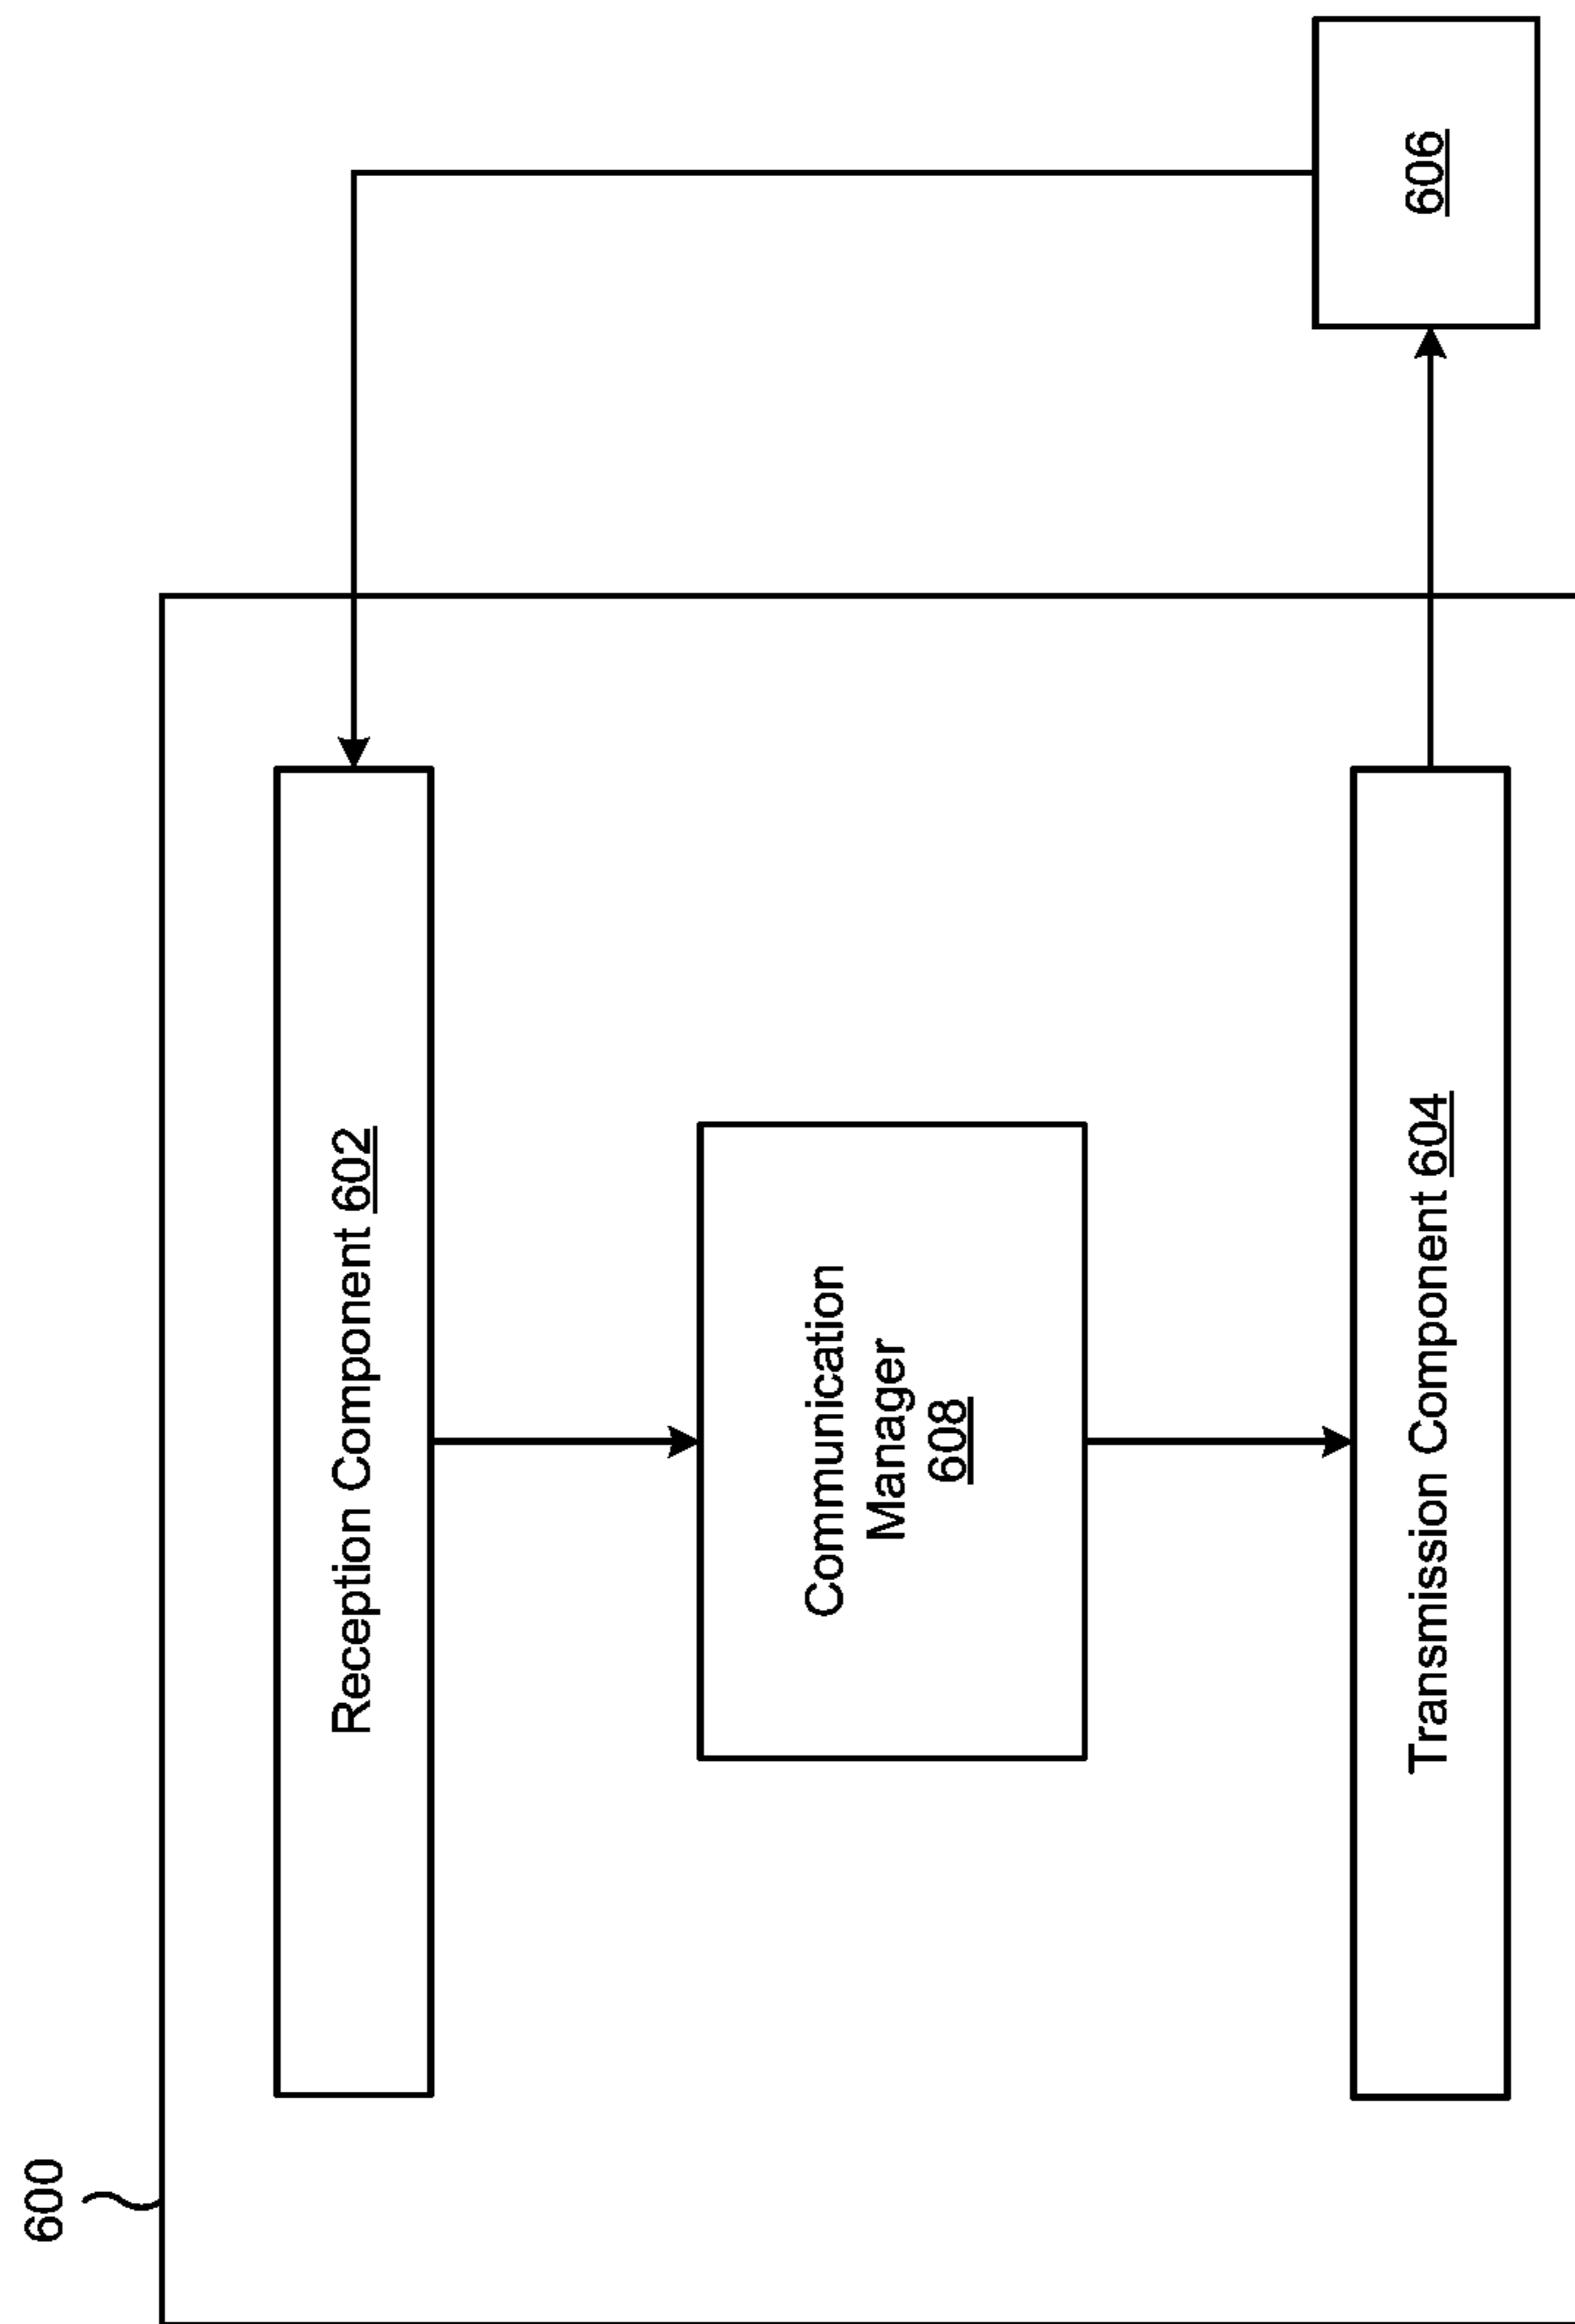 600
Reception Component 602
Communication
Manager
608
Transmission Component 604
606